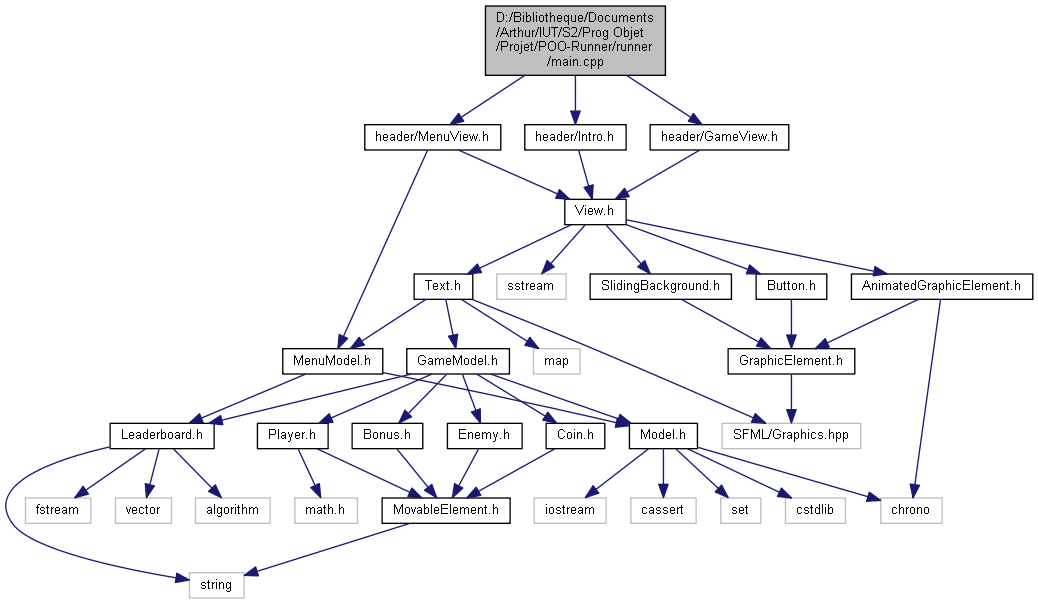 D:/Bibliotheque/Documents
/Arthur/IUT/S2/Prog Objet
/Projet/POO-Runner/runner
/main.cpp
header/MenuView.h
header/Intro.h
header/GameView.h
View.h
Text.h
sstream
SlidingBackground.h
Button.h
AnimatedGraphicElement.h
MenuModel.h
GameModel.h
map
GraphicElement.h
Leaderboard.h
Player.h
Bonus.h
Enemy.h
Coin.h
Model.h
SFML/Graphics.hpp
fstream
vector
algorithm
math.h
MovableElement.h
iostream
cassert
set
cstdlib
chrono
string